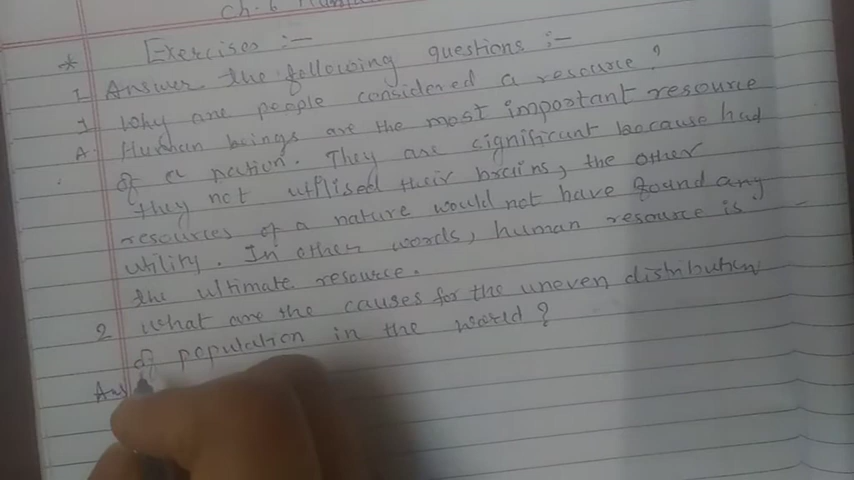 Ch. 6
* Exercises :-
I Answer the following questions :-
1 Why are people considered a resource ?
A. Human beings are the most important resource
of a nation. They are significant because had
they not utilised their brains, the other
resources of a nature would not have found any
utility. In other words, human resource is
the ultimate resource.
2 What are the causes for the uneven distribution
of population in the world ?
Ans